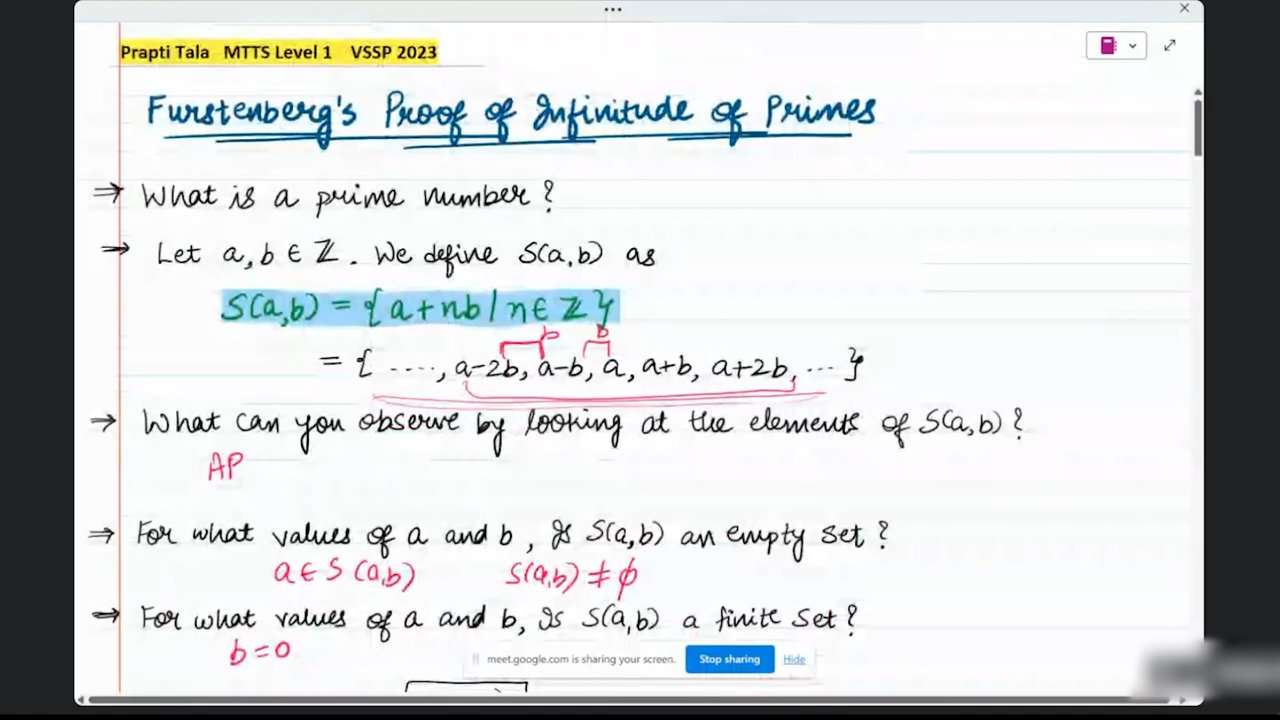 Prapti Tala MTTS Level 1 VSSP 2023
Furstenberg's Proof of Infinitude of Primes
⇒ What is a prime number?
⇒ Let a, b ∈ ℤ. We define S(a,b) as
S(a,b) = { a+nb / n ∈ ℤ }
b b
= { ...., a-2b, a-b, a, a+b, a+2b, ... }
⇒ What can you observe by looking at the elements of S(a,b)?
AP
⇒ For what values of a and b, Is S(a,b) an empty set?
a ∈ S(a,b) S(a,b) ≠ ϕ
⇒ For what values of a and b, Is S(a,b) a finite set?
b=0
meet.google.com is sharing your screen. Stop sharing Hide